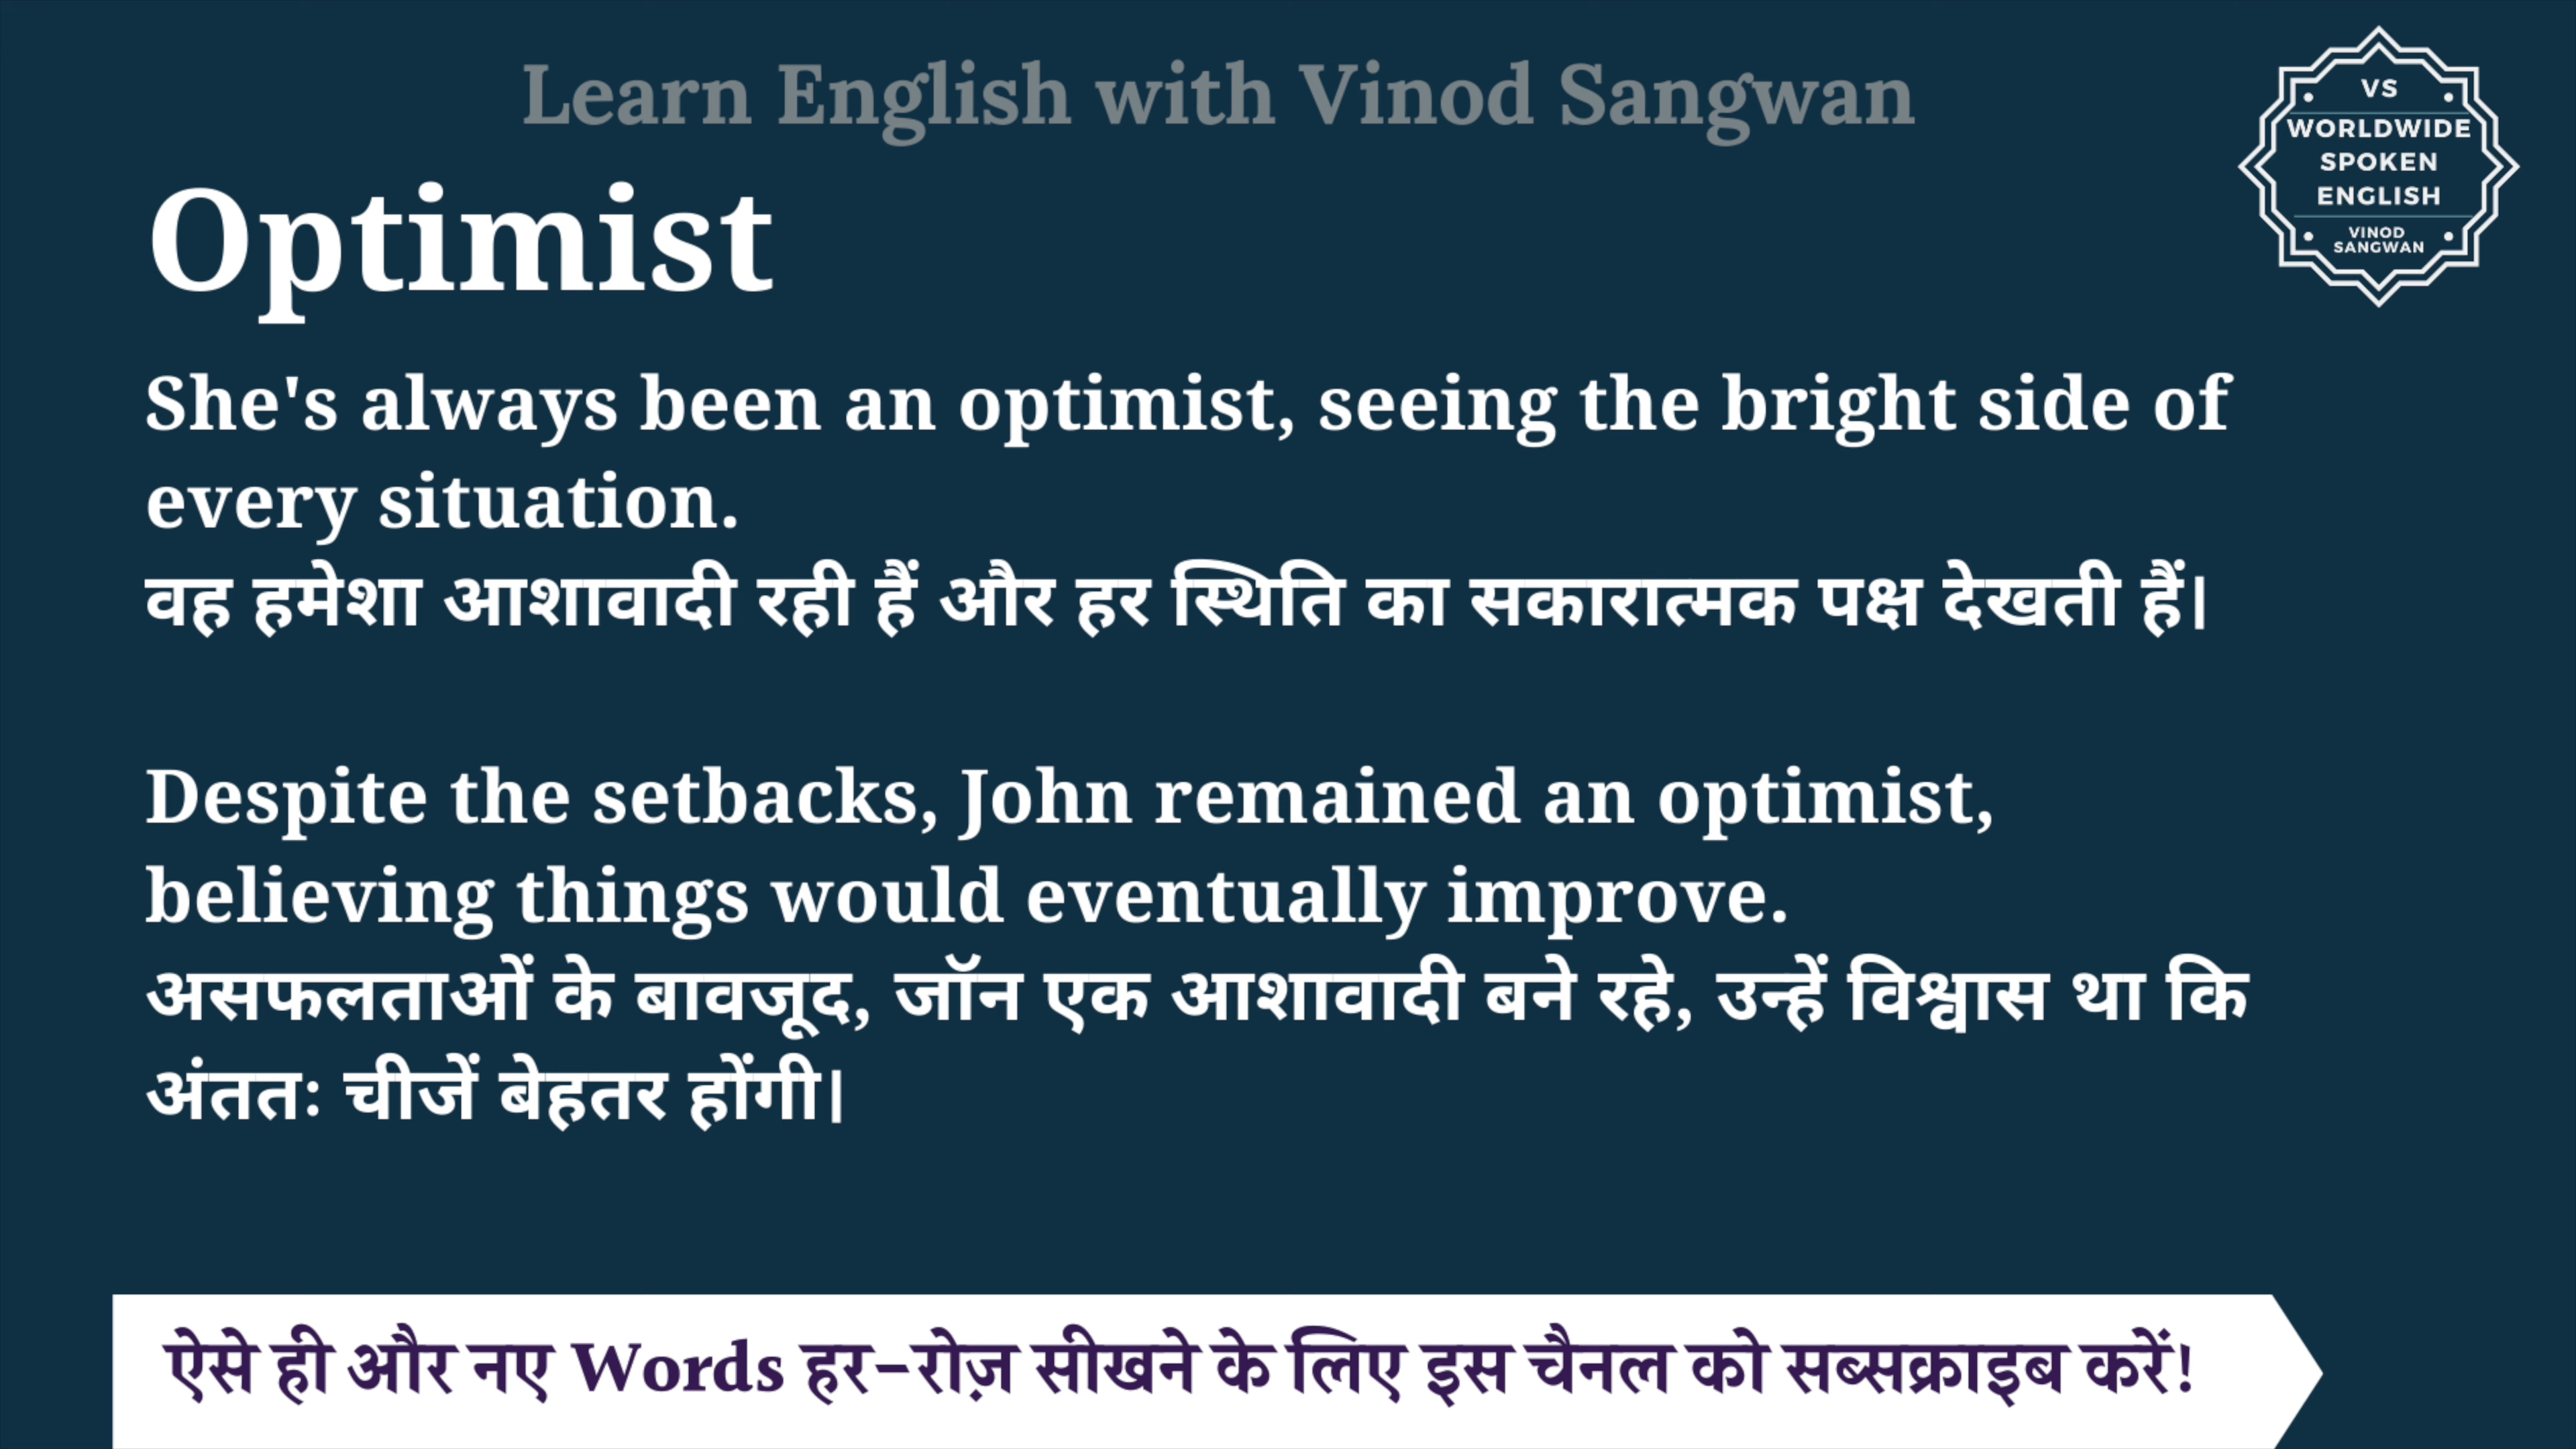 Learn English with Vinod Sangwan
VS
WORLDWIDE
SPOKEN
ENGLISH
VINOD
SANGWAN
Optimist
She's always been an optimist, seeing the bright side of
every situation.
वह हमेशा आशावादी रही हैं और हर स्थिति का सकारात्मक पक्ष देखती हैं।
Despite the setbacks, John remained an optimist,
believing things would eventually improve.
असफलताओं के बावजूद, जॉन एक आशावादी बने रहे, उन्हें विश्वास था कि
अंततः चीजें बेहतर होंगी।
ऐसे ही और नए Words हर-रोज़ सीखने के लिए इस चैनल को सब्सक्राइब करें!